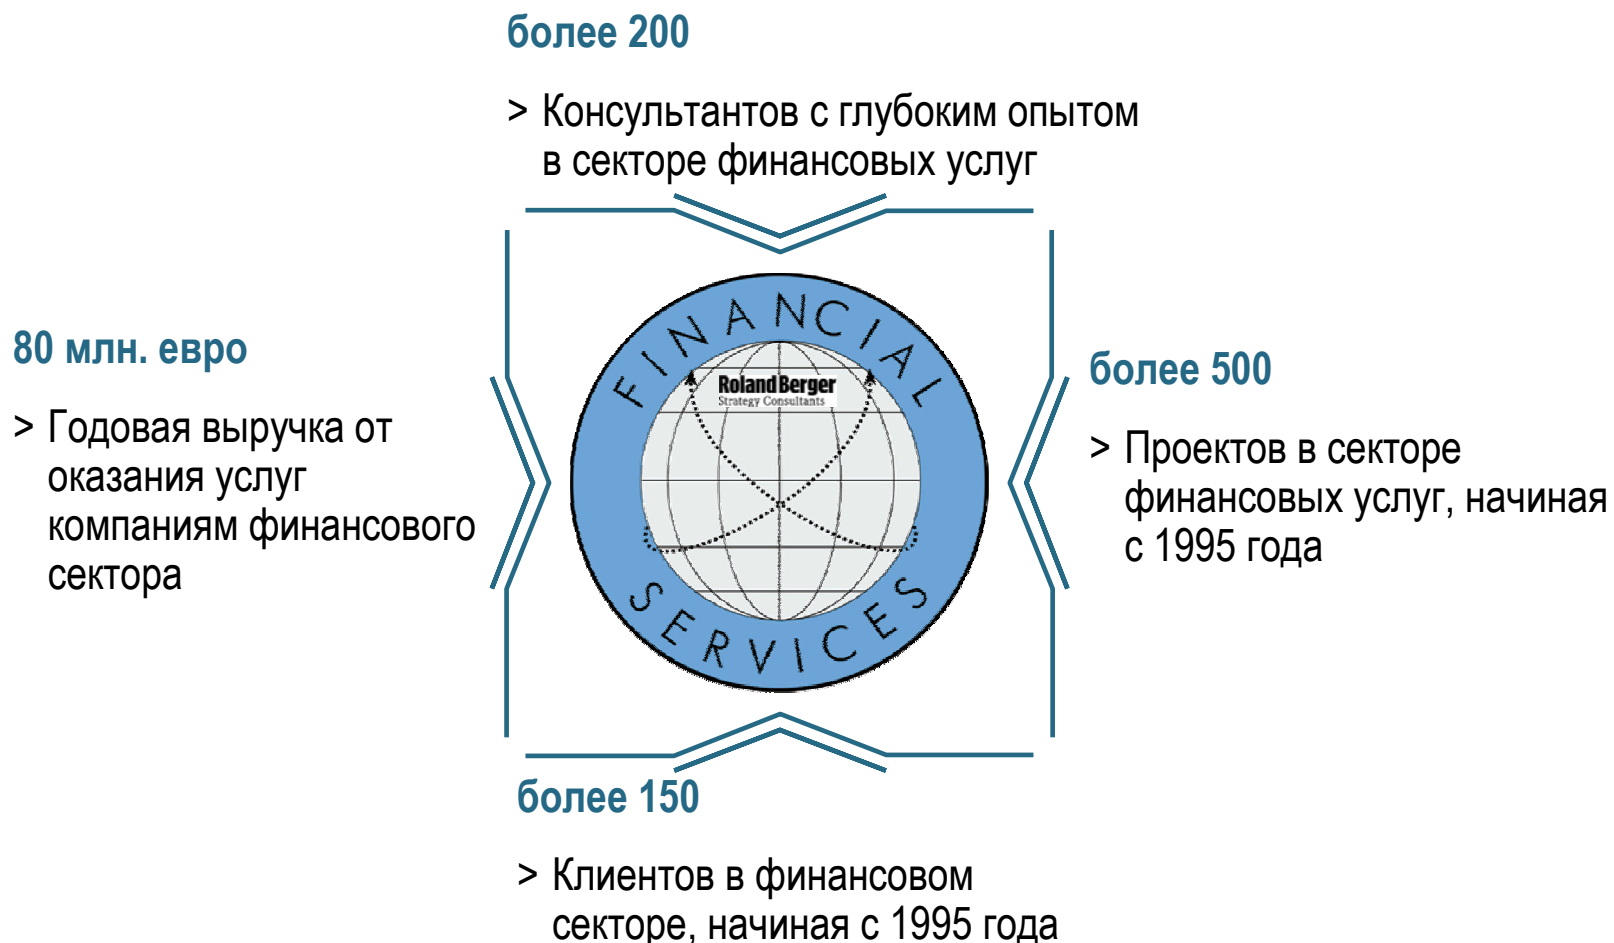 более 200
> Консультантов с глубоким опытом
в секторе финансовых услуг
80 млн. евро
> Годовая выручка от
оказания услуг
компаниям финансового
сектора
FINANCIAL
Roland Berger
Strategy Consultants
SERVICES
более 500
> Проектов в секторе
финансовых услуг, начиная
с 1995 года
более 150
> Клиентов в финансовом
секторе, начиная с 1995 года